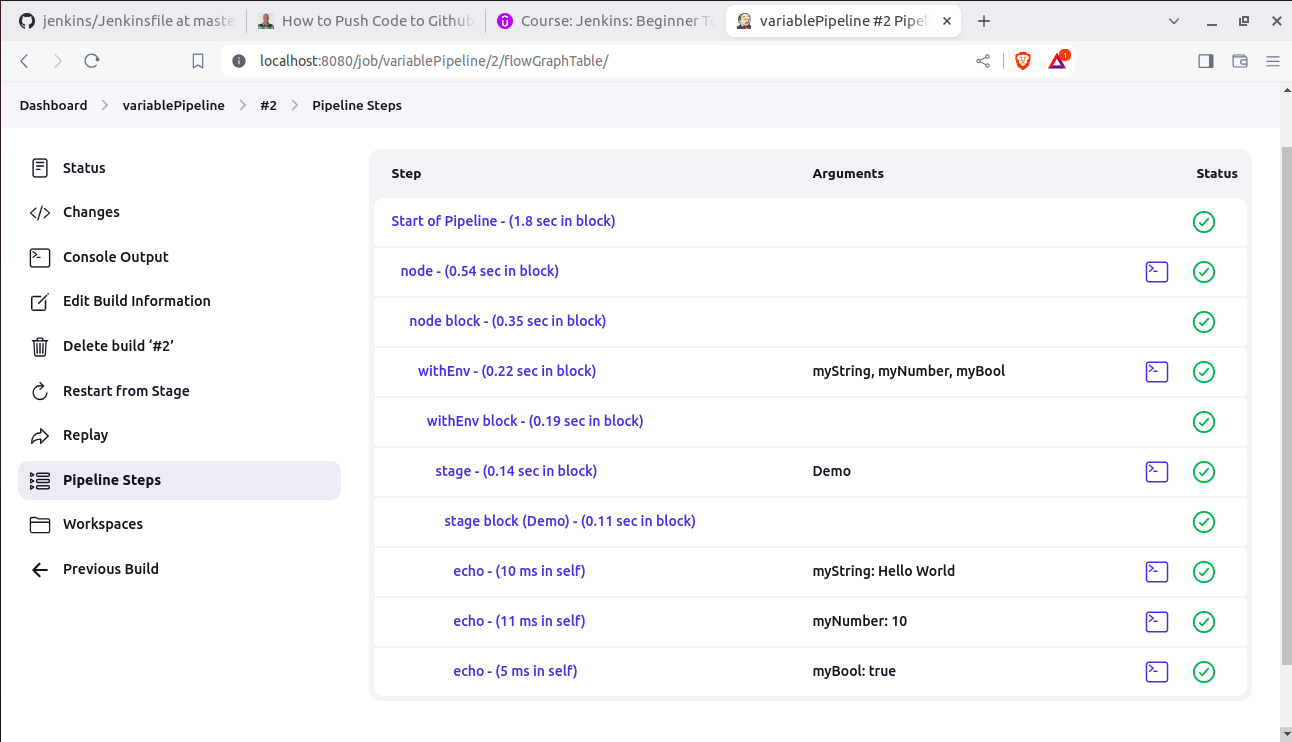 jenkins/Jenkinsfile at maste
How to Push Code to Github
Course: Jenkins: Beginner To
variablePipeline #2 Pipel
localhost:8080/job/variablePipeline/2/flowGraphTable/
1
Dashboard > variablePipeline > #2 > Pipeline Steps
Status
Changes
Console Output
Edit Build Information
Delete build ‘#2’
Restart from Stage
Replay
Pipeline Steps
Workspaces
Previous Build
Step Arguments Status
Start of Pipeline - (1.8 sec in block)
node - (0.54 sec in block)
node block - (0.35 sec in block)
withEnv - (0.22 sec in block) myString, myNumber, myBool
withEnv block - (0.19 sec in block)
stage - (0.14 sec in block) Demo
stage block (Demo) - (0.11 sec in block)
echo - (10 ms in self) myString: Hello World
echo - (11 ms in self) myNumber: 10
echo - (5 ms in self) myBool: true